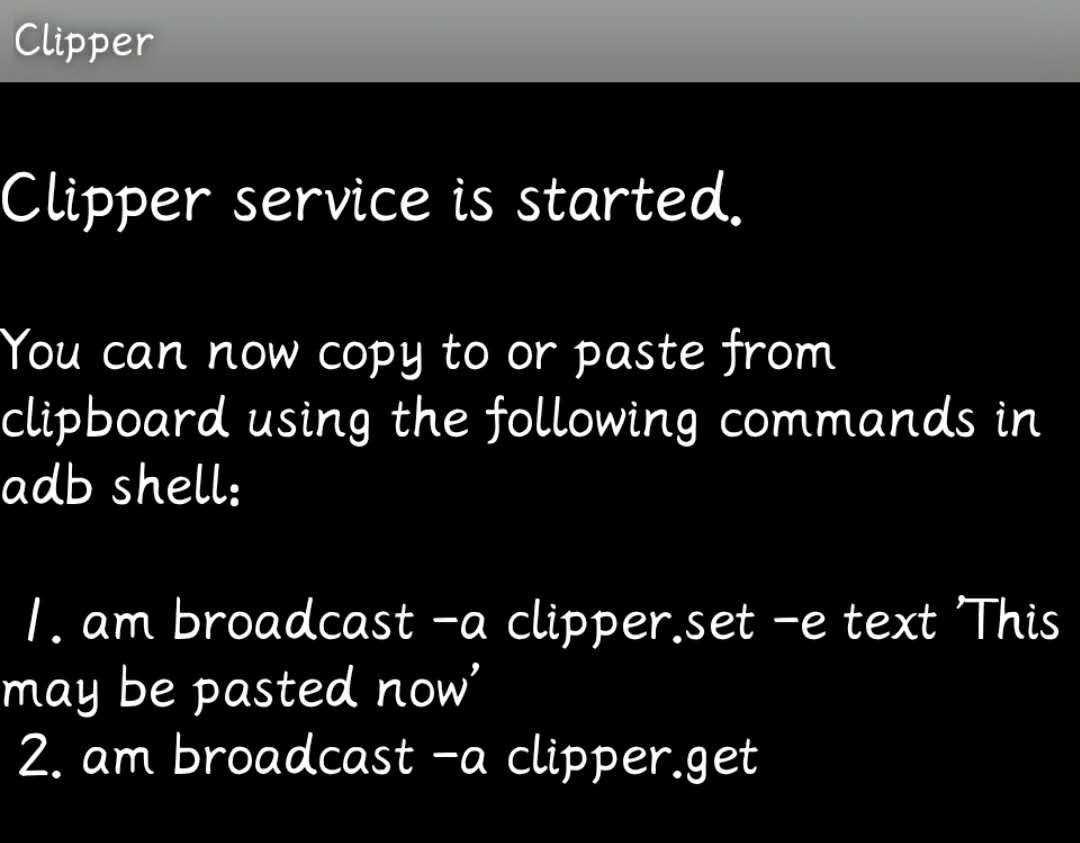 Clipper
Clipper service is started.
You can now copy to or paste from
clipboard using the following commands in
adb shell:
1. am broadcast -a clipper.set -e text 'This
may be pasted now'
2. am broadcast -a clipper.get